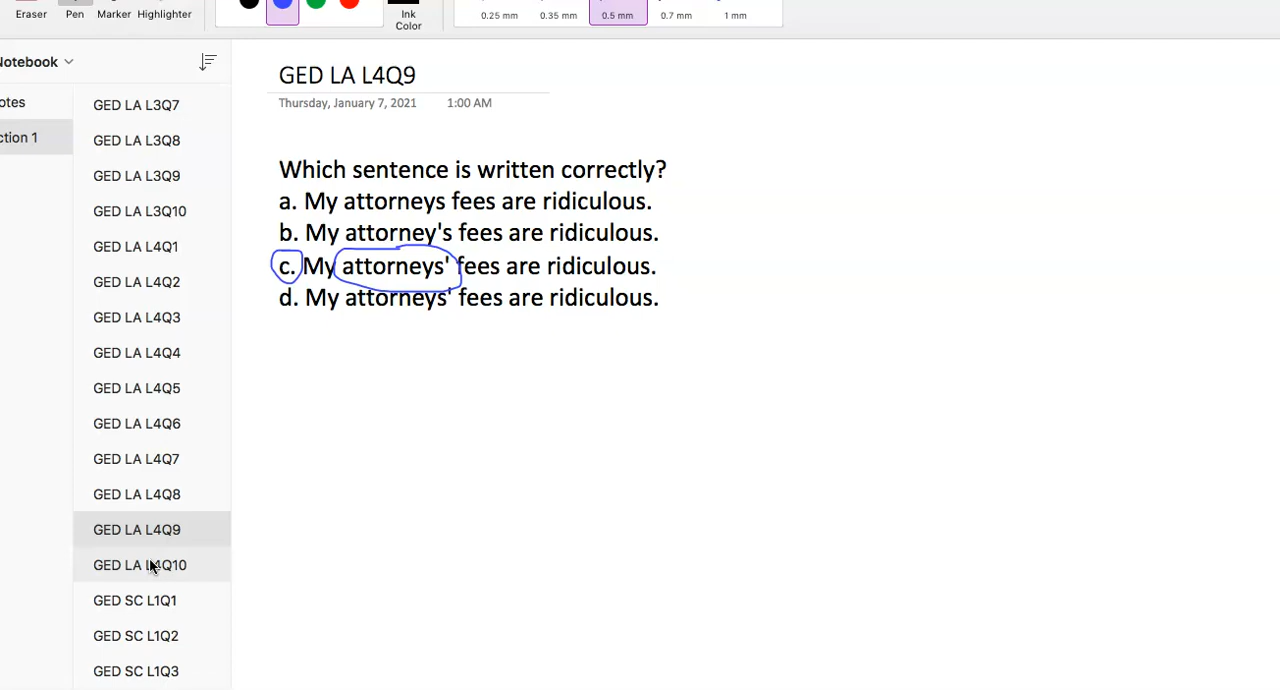 Eraser
Pen
Marker
Highlighter
Ink
Color
0.25 mm
0.35 mm
0.5 mm
0.7 mm
1 mm
Notebook
otes
ction 1
GED LA L3Q7
GED LA L3Q8
GED LA L3Q9
GED LA L3Q10
GED LA L4Q1
GED LA L4Q2
GED LA L4Q3
GED LA L4Q4
GED LA L4Q5
GED LA L4Q6
GED LA L4Q7
GED LA L4Q8
GED LA L4Q9
GED LA L4Q10
GED SC L1Q1
GED SC L1Q2
GED SC L1Q3
GED LA L4Q9
Thursday, January 7, 2021 1:00 AM
Which sentence is written correctly?
a. My attorneys fees are ridiculous.
b. My attorney's fees are ridiculous.
c. My attorneys' fees are ridiculous.
d. My attorneys' fees are ridiculous.